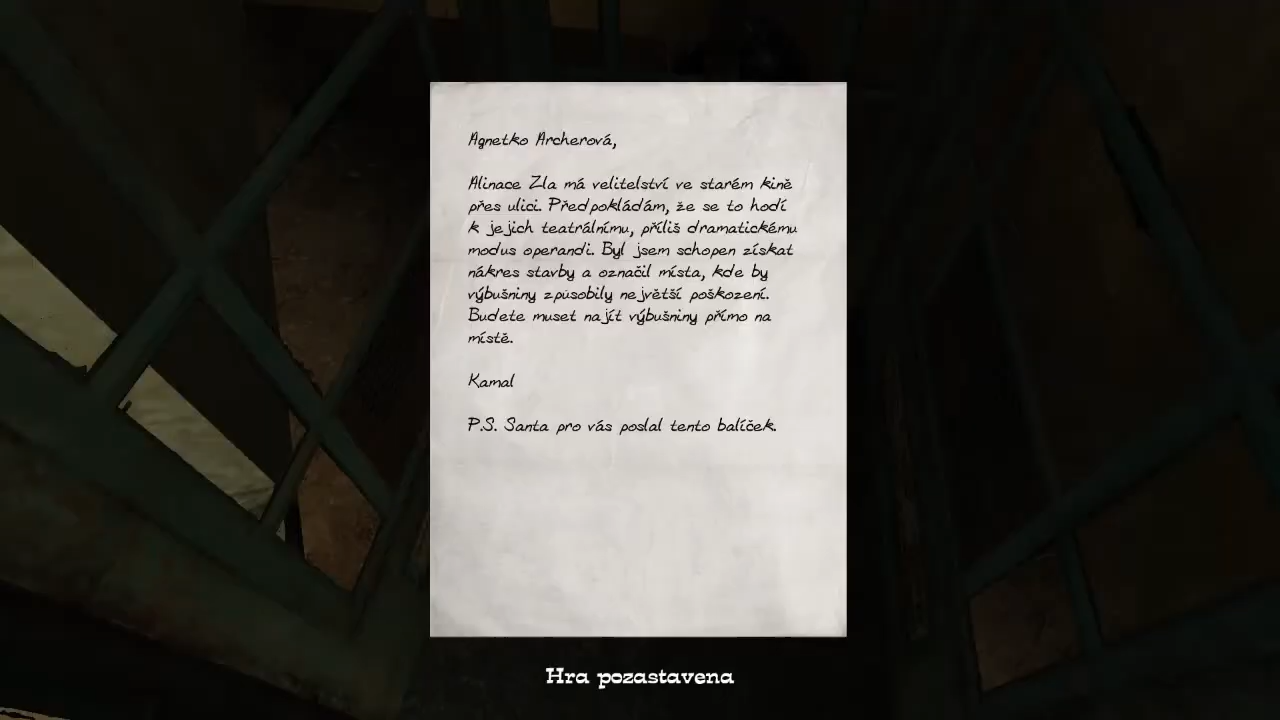 Agnetko Archerová,
Alinace Zla má velitelství ve starém kině
přes ulici. Předpokládám, že se to hodí
k jejich teatrálnímu, příliš dramatickému
modus operandi. Byl jsem schopen získat
nákres stavby a označil místa, kde by
výbušniny způsobily největší poškození.
Budete muset najít výbušniny přímo na
místě.
Kamal
P.S. Santa pro vás poslal tento balíček.
Hra pozastavena